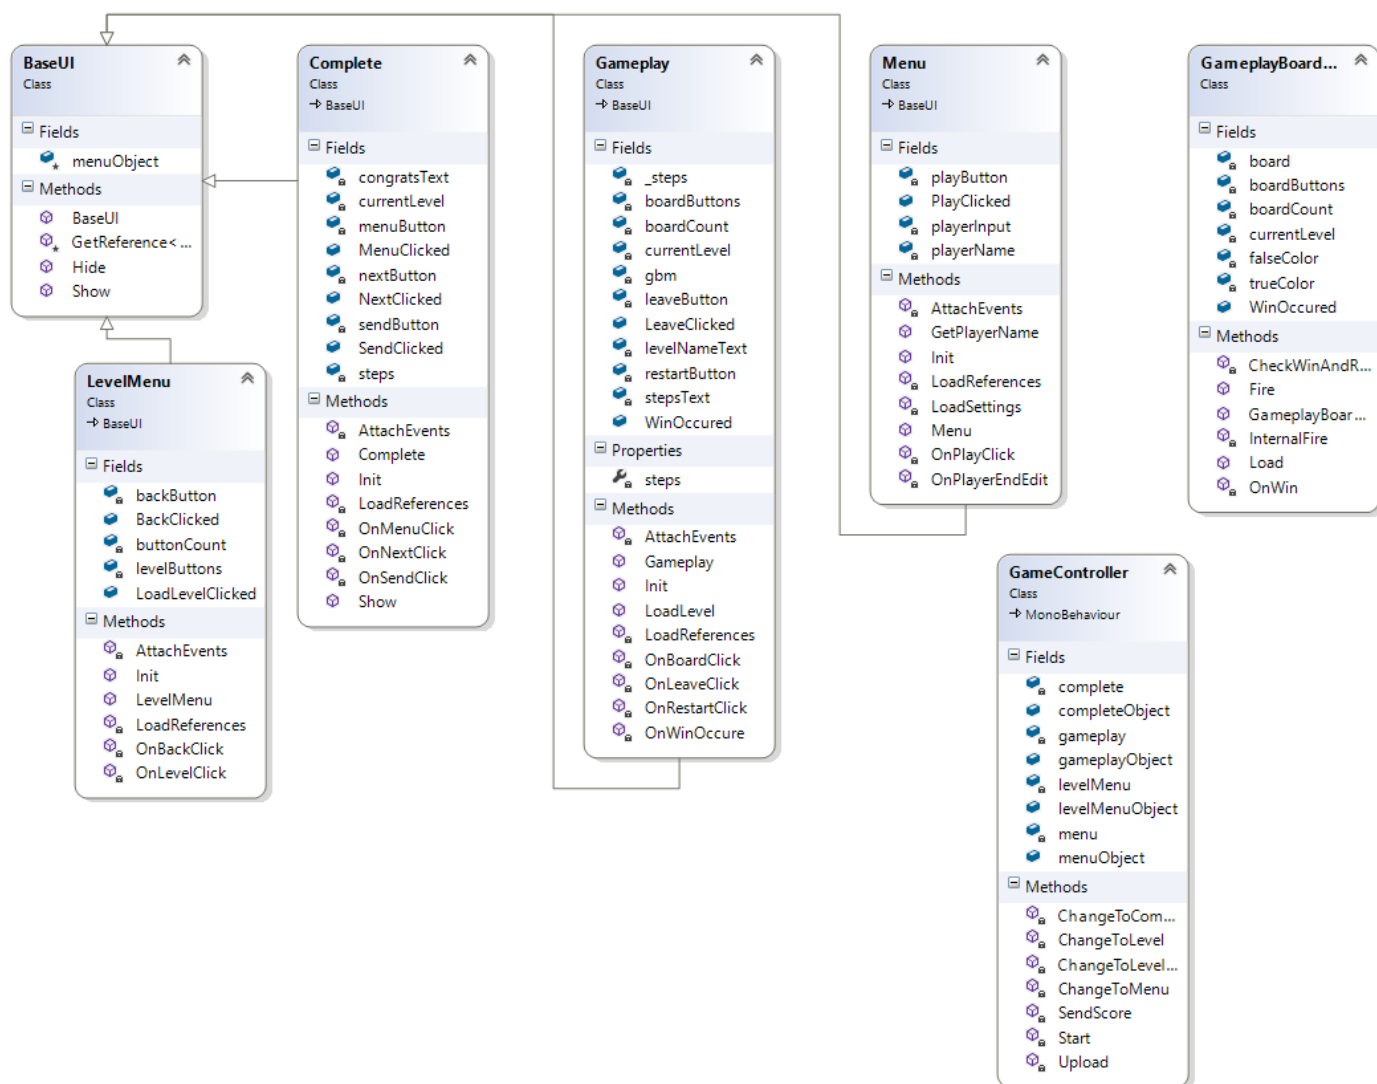 BaseUI
Class
Fields
menuObject
Methods
BaseUI
GetReference<...
Hide
Show
Complete
Class
BaseUI
Fields
congratsText
currentLevel
menuButton
MenuClicked
nextButton
NextClicked
sendButton
SendClicked
steps
Methods
AttachEvents
Complete
Init
LoadReferences
OnMenuClick
OnNextClick
OnSendClick
Show
Gameplay
Class
BaseUI
Fields
_steps
boardButtons
boardCount
currentLevel
gbm
leaveButton
LeaveClicked
levelNameText
restartButton
stepsText
WinOccured
Properties
steps
Methods
AttachEvents
Gameplay
Init
LoadLevel
LoadReferences
OnBoardClick
OnLeaveClick
OnRestartClick
OnWinOccure
Menu
Class
BaseUI
Fields
playButton
PlayClicked
playerInput
playerName
Methods
AttachEvents
GetPlayerName
Init
LoadReferences
LoadSettings
Menu
OnPlayClick
OnPlayerEndEdit
GameplayBoard...
Class
Fields
board
boardButtons
boardCount
currentLevel
falseColor
trueColor
WinOccured
Methods
CheckWinAndR...
Fire
GameplayBoar...
InternalFire
Load
OnWin
LevelMenu
Class
BaseUI
Fields
backButton
BackClicked
buttonCount
levelButtons
LoadLevelClicked
Methods
AttachEvents
Init
LevelMenu
LoadReferences
OnBackClick
OnLevelClick
GameController
Class
MonoBehaviour
Fields
complete
completeObject
gameplay
gameplayObject
levelMenu
levelMenuObject
menu
menuObject
Methods
ChangeToCom...
ChangeToLevel
ChangeToLevel...
ChangeToMenu
SendScore
Start
Upload